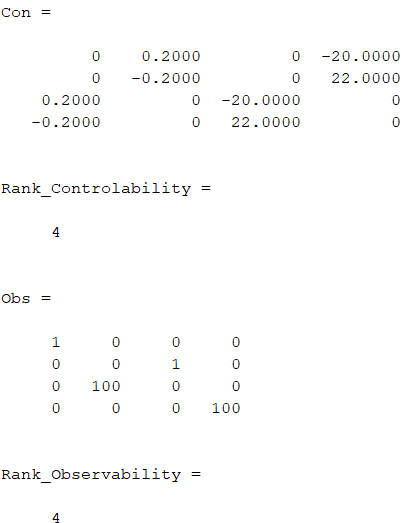 Con =
0 0.2000 0 -20.0000
0 -0.2000 0 22.0000
0.2000 0 -20.0000 0
-0.2000 0 22.0000 0
Rank_Controlability =
4
Obs =
1 0 0 0
0 0 1 0
0 100 0 0
0 0 0 100
Rank_Observability =
4